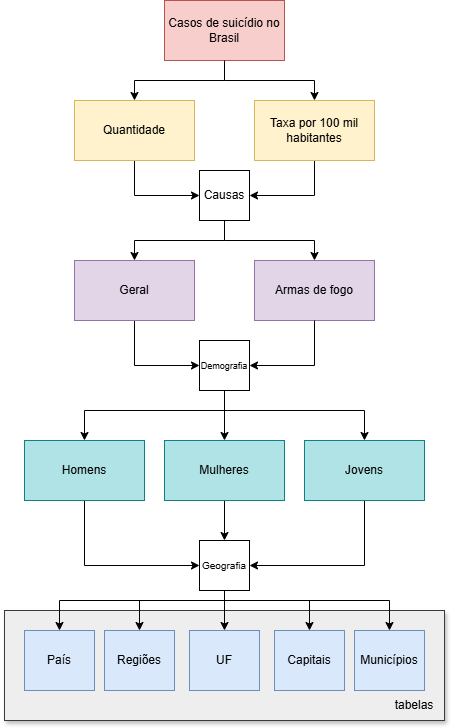 Casos de suicídio no
Brasil
Quantidade
Taxa por 100 mil
habitantes
Causas
Geral
Armas de fogo
Demografia
Homens
Mulheres
Jovens
Geografia
País
Regiões
UF
Capitais
Municípios
tabelas